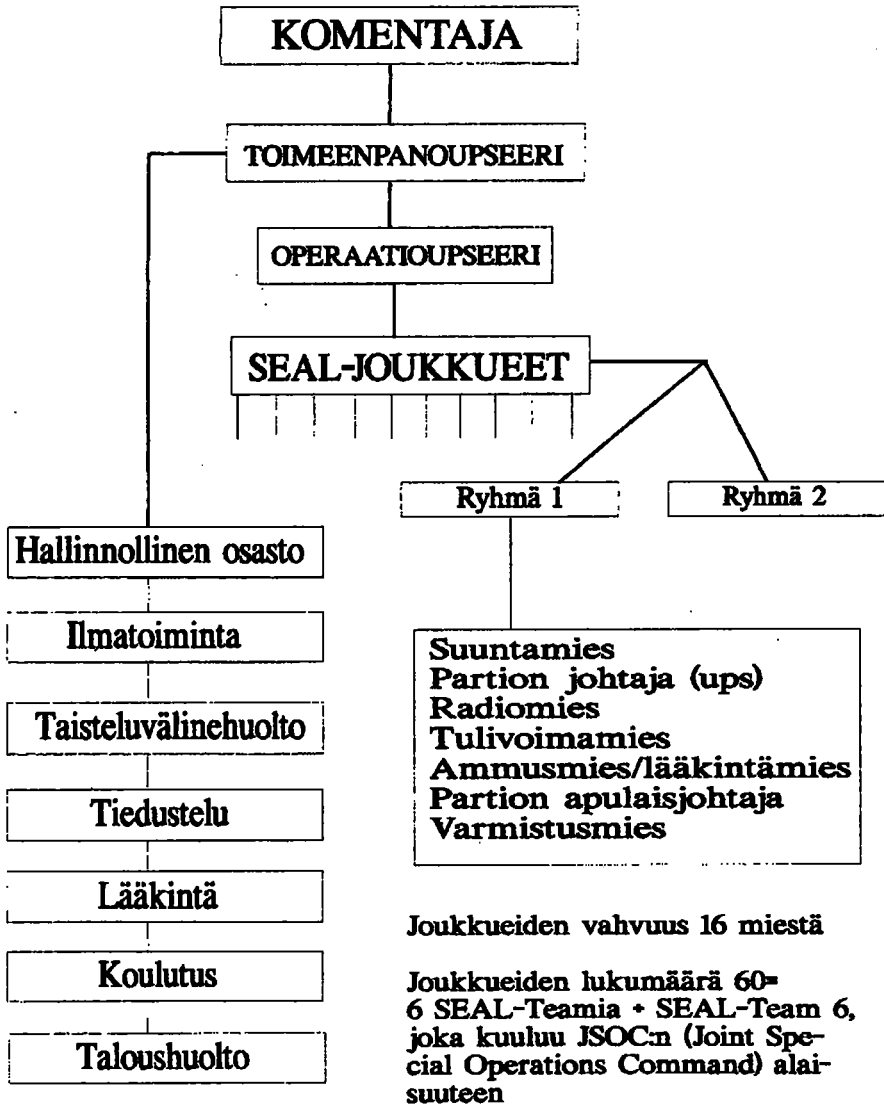 KOMENTAJA
TOIMEENPANOUPSEERI
OPERAATIOUPSEERI
SEAL-JOUKKUEET
Ryhmä 1
Ryhmä 2
Hallinnollinen osasto
Ilmatoiminta
Taisteluvälinehuolto
Tiedustelu
Lääkintä
Koulutus
Taloushuolto
Suuntamies
Partion johtaja (ups)
Radiomies
Tulivoimamies
Ammusmies/lääkintämies
Partion apulaisjohtaja
Varmistusmies
Joukkueiden vahvuus 16 miestä
Joukkueiden lukumäärä 60=
6 SEAL-Teamia + SEAL-Team 6,
joka kuuluu JSOC:n (Joint Spe-
cial Operations Command) alai-
suuteen